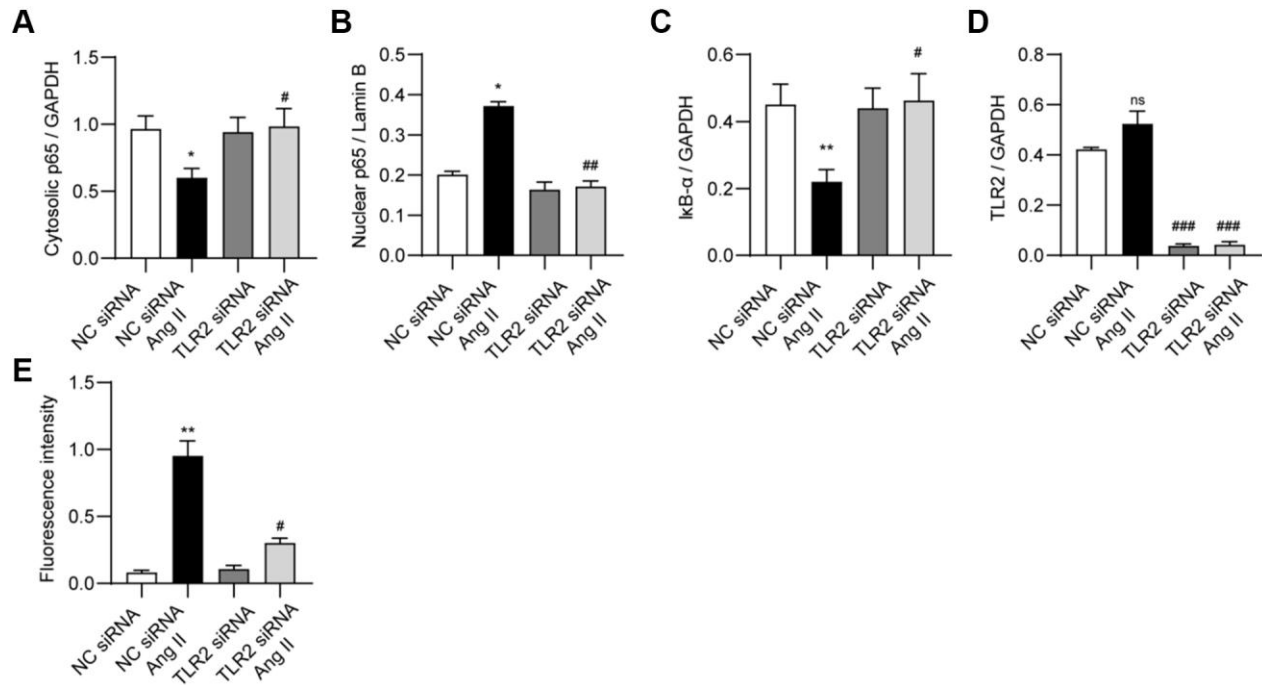 A
Cytosolic p65 / GAPDH
1.5
1.0
0.5
0.0
*
#
NC siRNA
NC siRNA
Ang II
TLR2 siRNA
TLR2 siRNA
Ang II
B
Nuclear p65 / Lamin B
0.5
0.4
0.3
0.2
0.1
0.0
*
##
NC siRNA
NC siRNA
Ang II
TLR2 siRNA
TLR2 siRNA
Ang II
C
IκB-α / GAPDH
0.6
0.4
0.2
0.0
**
#
NC siRNA
NC siRNA
Ang II
TLR2 siRNA
TLR2 siRNA
Ang II
D
TLR2 / GAPDH
0.8
0.6
0.4
0.2
0.0
ns
###
###
NC siRNA
NC siRNA
Ang II
TLR2 siRNA
TLR2 siRNA
Ang II
E
Fluorescence intensity
1.5
1.0
0.5
0.0
**
#
NC siRNA
NC siRNA
Ang II
TLR2 siRNA
TLR2 siRNA
Ang II